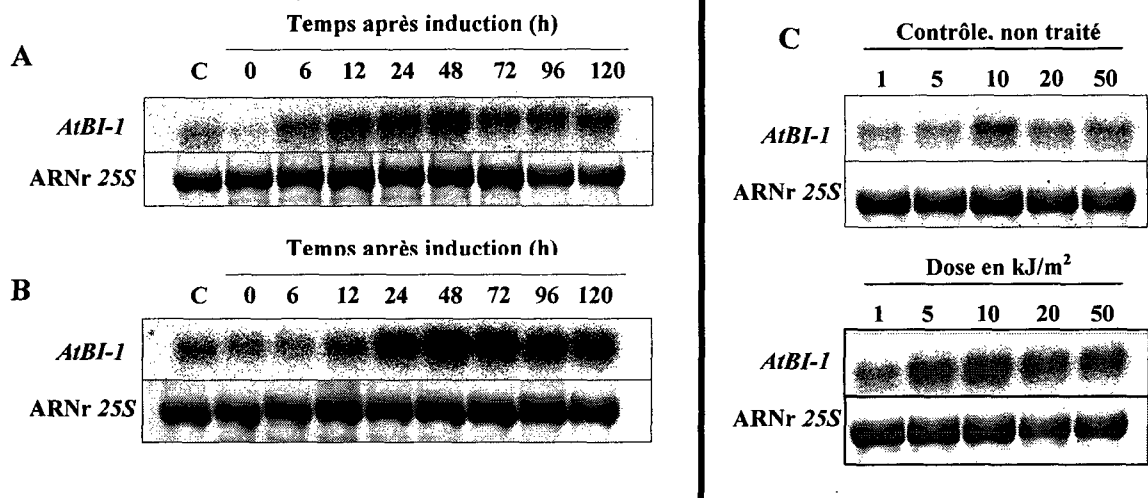 Temps après induction (h)
A
C 0 6 12 24 48 72 96 120
AtBI-1
ARNr 25S
Temps après induction (h)
B
C 0 6 12 24 48 72 96 120
AtBI-1
ARNr 25S
C
Contrôle, non traité
1 5 10 20 50
AtBI-1
ARNr 25S
Dose en kJ/m²
1 5 10 20 50
AtBI-1
ARNr 25S